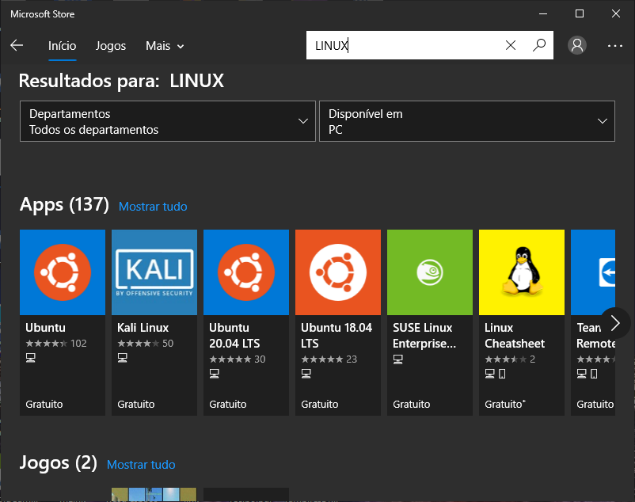 Microsoft Store
Início Jogos Mais
LINUX
Resultados para: LINUX
Departamentos
Todos os departamentos
Disponível em
PC
Apps (137) Mostrar tudo
KALI
BY OFFENSIVE SECURITY
Ubuntu
102
Gratuito
Kali Linux
50
Gratuito
Ubuntu
20.04 LTS
30
Gratuito
Ubuntu 18.04
LTS
23
Gratuito
SUSE Linux
Enterprise...
Gratuito
Linux
Cheatsheet
2
Gratuito*
Remote
Gratuito
Jogos (2) Mostrar tudo